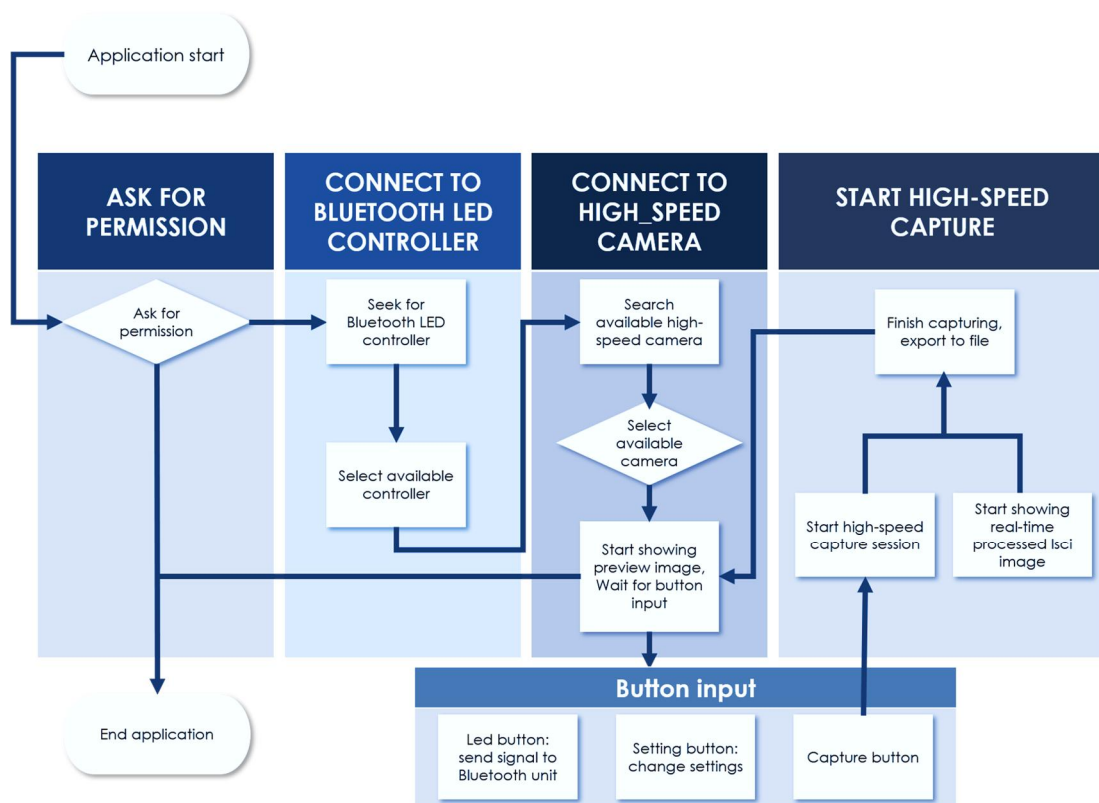 Application start
ASK FOR
PERMISSION
CONNECT TO
BLUETOOTH LED
CONTROLLER
CONNECT TO
HIGH_SPEED
CAMERA
START HIGH-SPEED
CAPTURE
Ask for
permission
Seek for
Bluetooth LED
controller
Select available
controller
Search
available high-
speed camera
Select
available
camera
Start showing
preview image,
Wait for button
input
Finish capturing,
export to file
Start high-speed
capture session
Start showing
real-time
processed lsci
image
End application
Button input
Led button:
send signal to
Bluetooth unit
Setting button:
change settings
Capture button